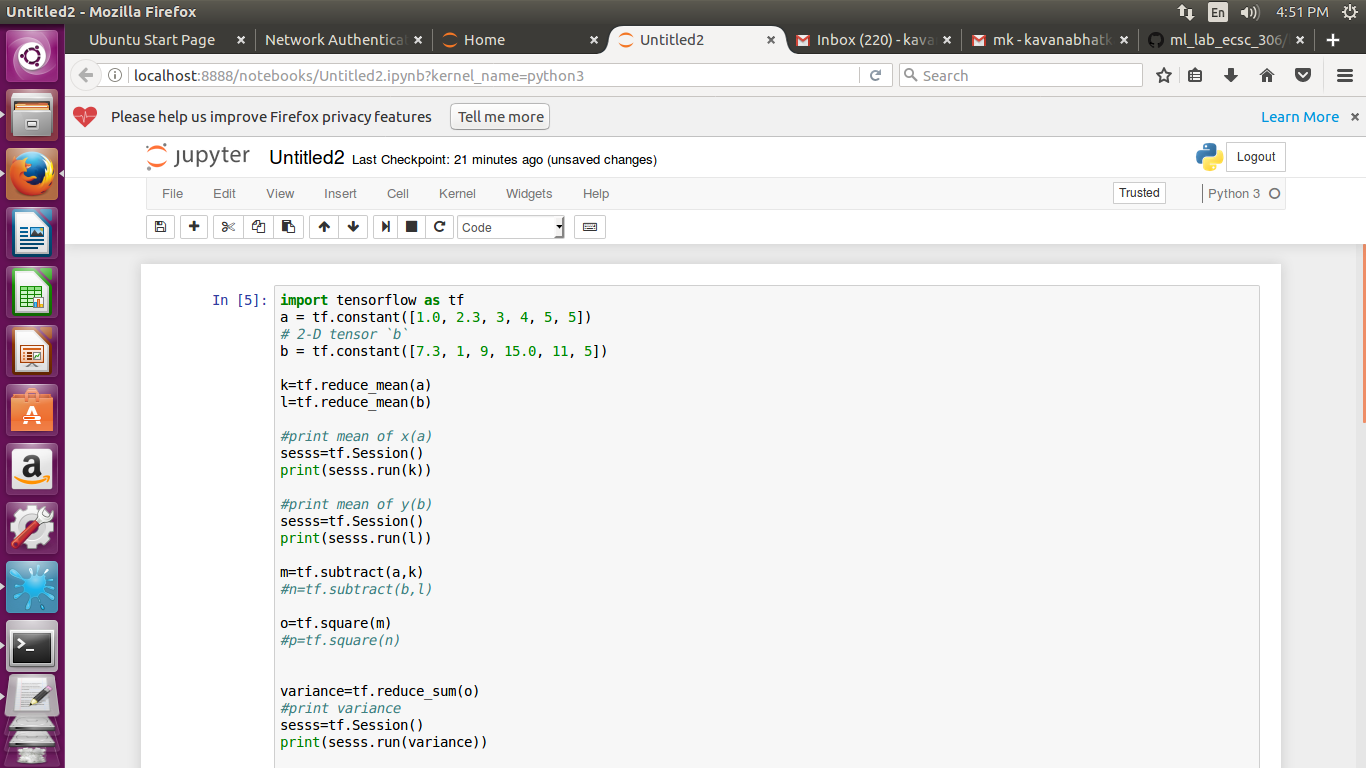 Untitled2 - Mozilla Firefox
En
4:51 PM
Ubuntu Start Page
Network Authentica
Home
Untitled2
Inbox (220) - kava
mk - kavanabhatk
ml_lab_ecsc_306/
localhost:8888/notebooks/Untitled2.ipynb?kernel_name=python3
Search
Please help us improve Firefox privacy features
Tell me more
Learn More
jupyter
Untitled2
Last Checkpoint: 21 minutes ago (unsaved changes)
Logout
File Edit View Insert Cell Kernel Widgets Help
Trusted
Python 3
Code
In [5]:
import tensorflow as tf
a = tf.constant([1.0, 2.3, 3, 4, 5, 5])
# 2-D tensor `b`
b = tf.constant([7.3, 1, 9, 15.0, 11, 5])
k=tf.reduce_mean(a)
l=tf.reduce_mean(b)
#print mean of x(a)
sesss=tf.Session()
print(sesss.run(k))
#print mean of y(b)
sesss=tf.Session()
print(sesss.run(l))
m=tf.subtract(a,k)
#n=tf.subtract(b,l)
o=tf.square(m)
#p=tf.square(n)
variance=tf.reduce_sum(o)
#print variance
sesss=tf.Session()
print(sesss.run(variance))